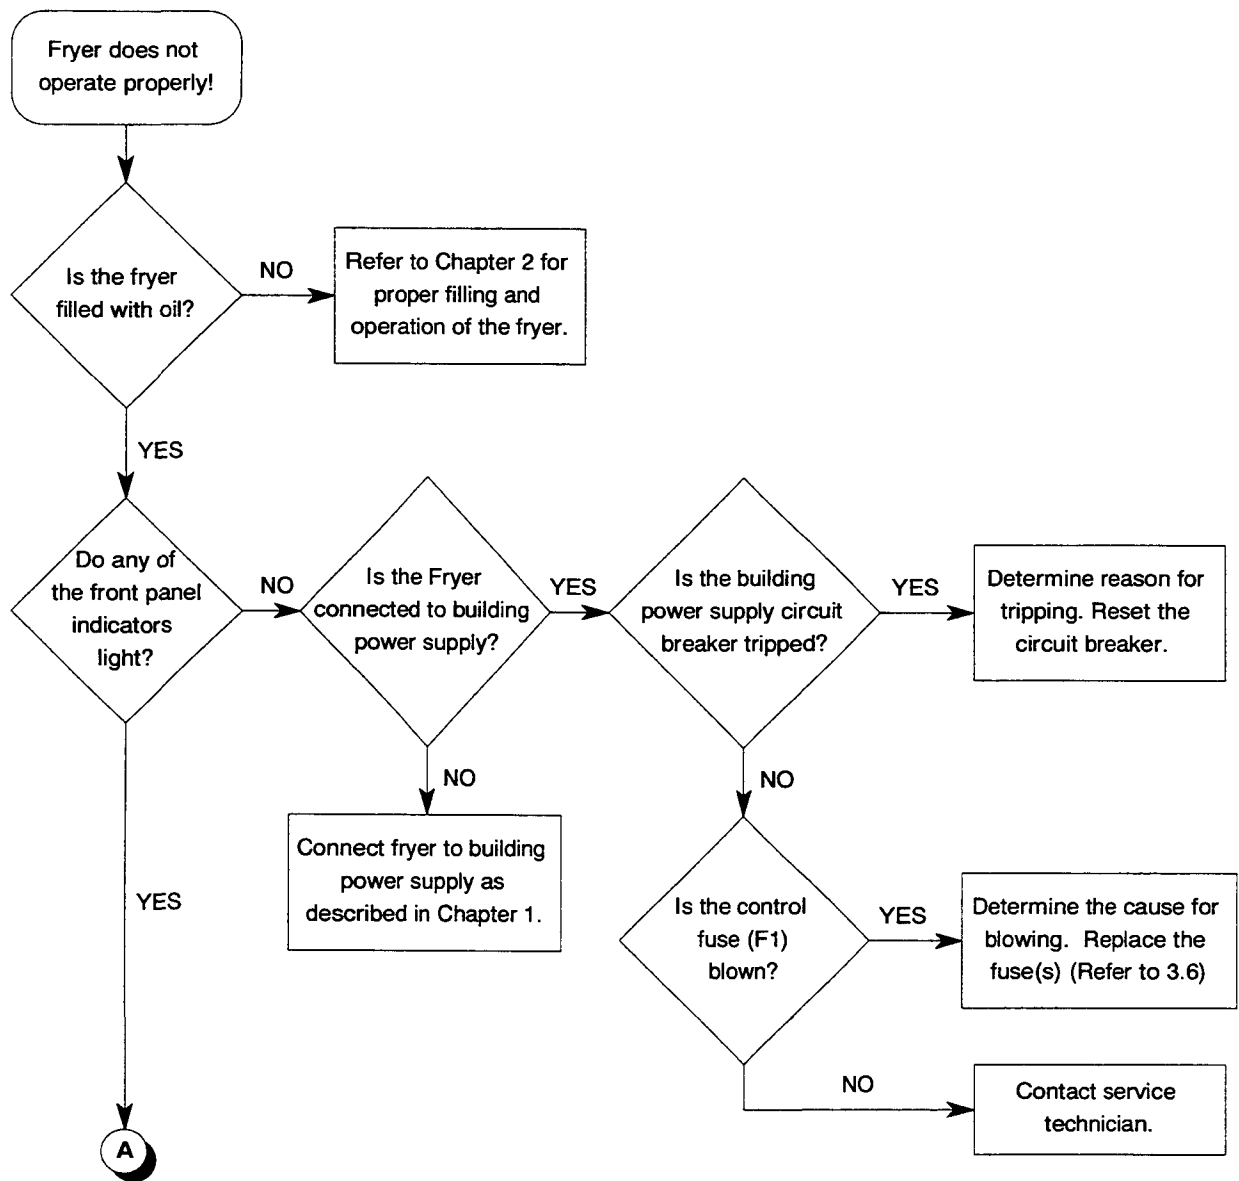 Fryer does not
operate properly!
Is the fryer
filled with oil?
NO
Refer to Chapter 2 for
proper filling and
operation of the fryer.
YES
Do any of
the front panel
indicators
light?
NO
Is the Fryer
connected to building
power supply?
YES
Is the building
power supply circuit
breaker tripped?
YES
Determine reason for
tripping. Reset the
circuit breaker.
NO
Connect fryer to building
power supply as
described in Chapter 1.
NO
Is the control
fuse (F1)
blown?
YES
Determine the cause for
blowing. Replace the
fuse(s) (Refer to 3.6)
NO
Contact service
technician.
YES
A